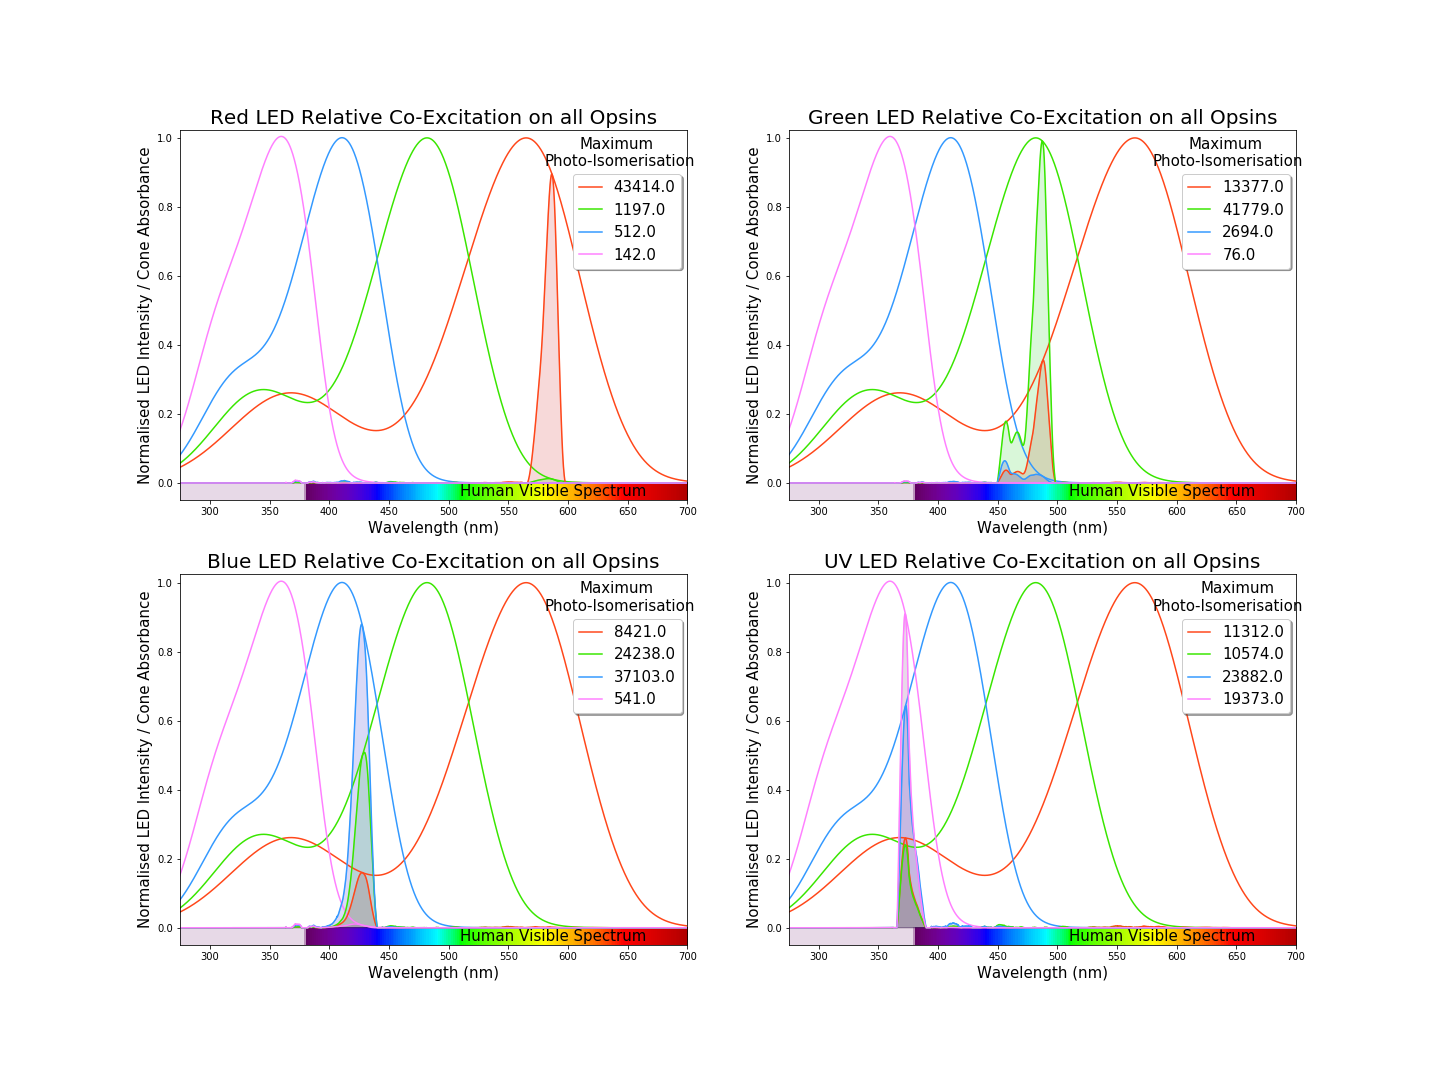 Red LED Relative Co-Excitation on all Opsins
Normalised LED Intensity / Cone Absorbance
1.0
0.8
0.6
0.4
0.2
0.0
Maximum
Photo-Isomerisation
43414.0
1197.0
512.0
142.0
Human Visible Spectrum
300 350 400 450 500 550 600 650 700
Wavelength (nm)
Green LED Relative Co-Excitation on all Opsins
Normalised LED Intensity / Cone Absorbance
1.0
0.8
0.6
0.4
0.2
0.0
Maximum
Photo-Isomerisation
13377.0
41779.0
2694.0
76.0
Human Visible Spectrum
300 350 400 450 500 550 600 650 700
Wavelength (nm)
Blue LED Relative Co-Excitation on all Opsins
Normalised LED Intensity / Cone Absorbance
1.0
0.8
0.6
0.4
0.2
0.0
Maximum
Photo-Isomerisation
8421.0
24238.0
37103.0
541.0
Human Visible Spectrum
300 350 400 450 500 550 600 650 700
Wavelength (nm)
UV LED Relative Co-Excitation on all Opsins
Normalised LED Intensity / Cone Absorbance
1.0
0.8
0.6
0.4
0.2
0.0
Maximum
Photo-Isomerisation
11312.0
10574.0
23882.0
19373.0
Human Visible Spectrum
300 350 400 450 500 550 600 650 700
Wavelength (nm)